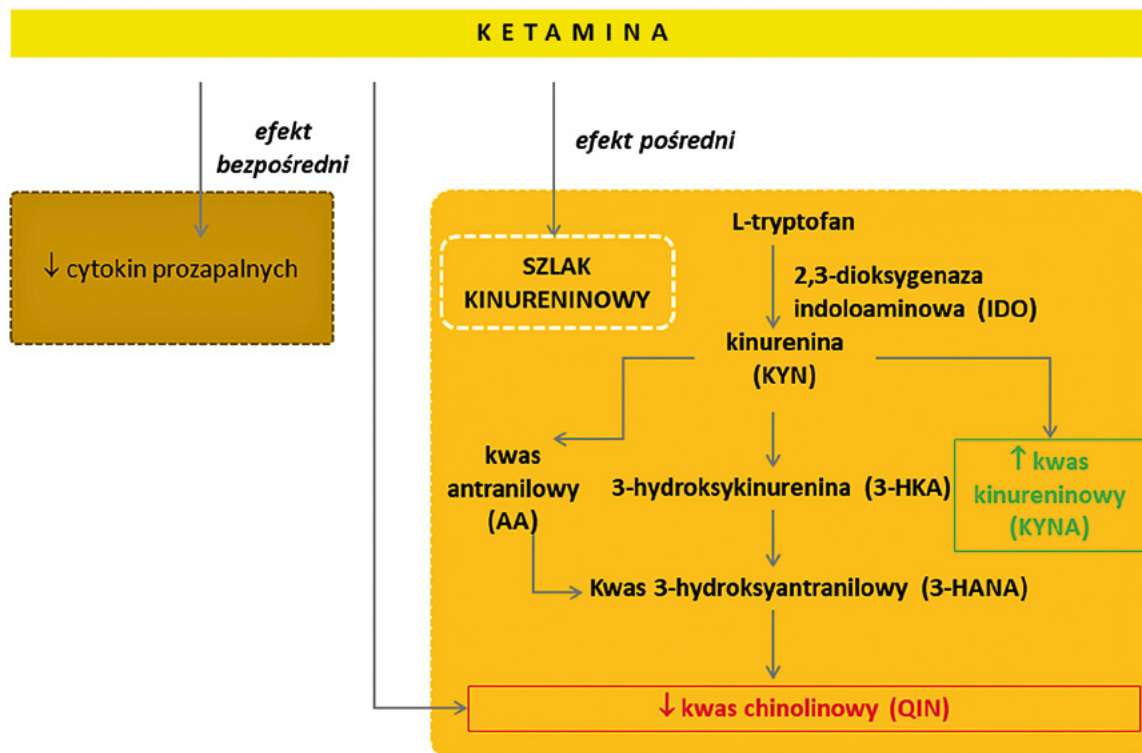 KETAMINA
efekt
bezpośredni
efekt pośredni
↓ cytokin prozapalnych
SZLAK
KINURENINOWY
L-tryptofan
2,3-dioksygenaza
indoloaminowa (IDO)
kinurenina
(KYN)
kwas
antranilowy
(AA)
3-hydroksykinurenina (3-HKA)
↑ kwas
kinureninowy
(KYNA)
Kwas 3-hydroksyantranilowy (3-HANA)
↓ kwas chinolinowy (QIN)